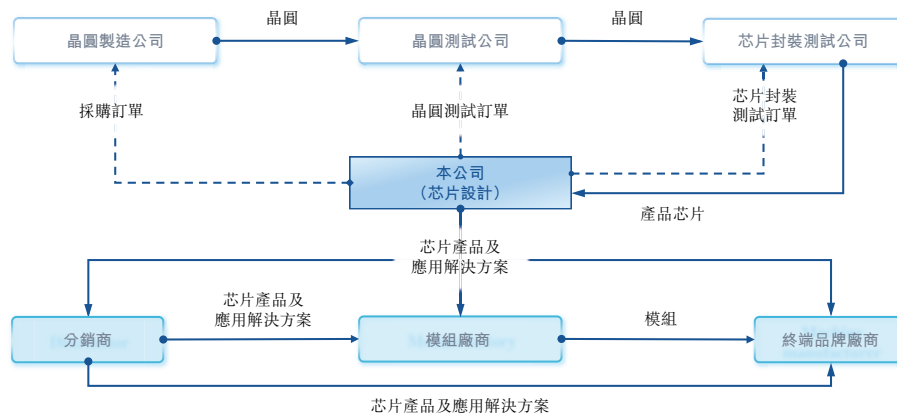 晶圓
晶圓
晶圓製造公司
晶圓測試公司
芯片封裝測試公司
採購訂單
晶圓測試訂單
芯片封裝
測試訂單
本公司
（芯片設計）
產品芯片
芯片產品及
應用解決方案
芯片產品及
應用解決方案
模組
分銷商
模組廠商
終端品牌廠商
芯片產品及應用解決方案